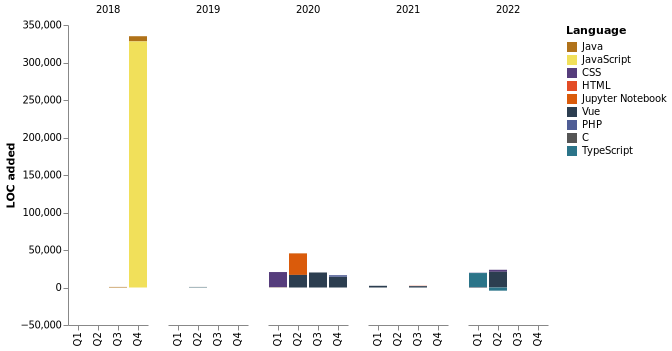 2018 2019 2020 2021 2022
350,000
300,000
250,000
200,000
150,000
100,000
50,000
0
−50,000
LOC added
Q1 Q2 Q3 Q4 Q1 Q2 Q3 Q4 Q1 Q2 Q3 Q4 Q1 Q2 Q3 Q4 Q1 Q2 Q3 Q4
Language
Java
JavaScript
CSS
HTML
Jupyter Notebook
Vue
PHP
C
TypeScript